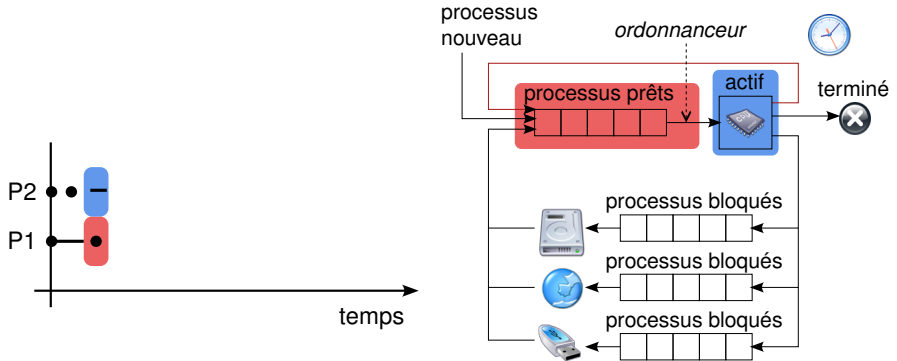 processus
nouveau
ordonnanceur
actif
processus prêts
terminé
P2
P1
temps
processus bloqués
processus bloqués
processus bloqués